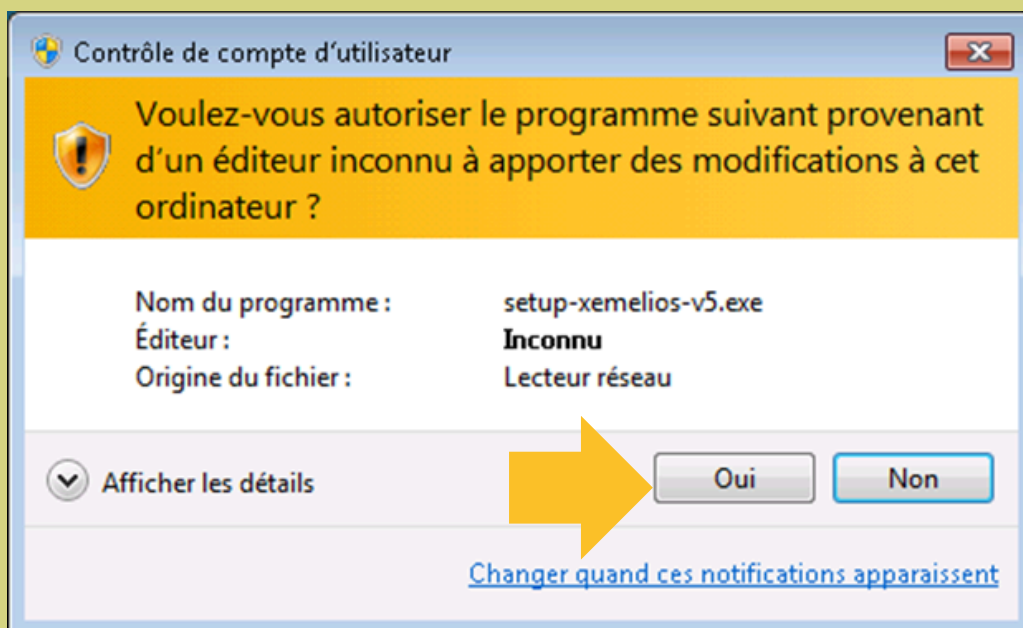 Contrôle de compte d'utilisateur
Voulez-vous autoriser le programme suivant provenant
d'un éditeur inconnu à apporter des modifications à cet
ordinateur ?
Nom du programme : setup-xemelios-v5.exe
Éditeur : Inconnu
Origine du fichier : Lecteur réseau
Afficher les détails Oui Non
Changer quand ces notifications apparaissent